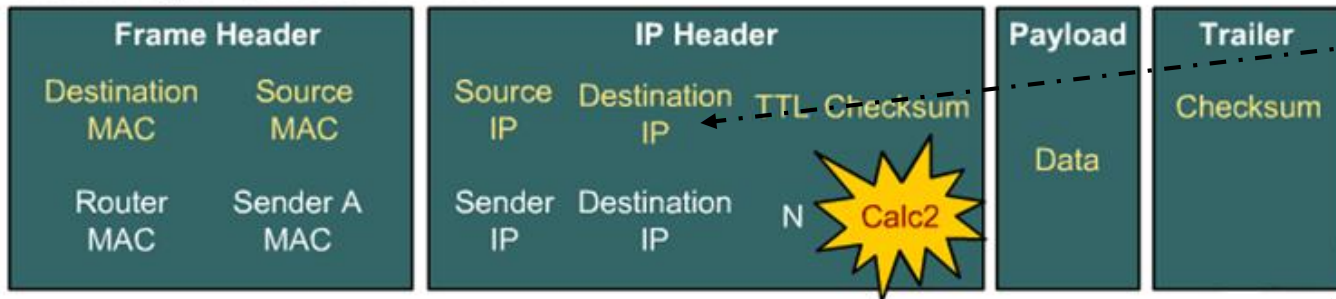 Frame Header
Destination MAC
Source MAC
Router MAC
Sender A MAC
IP Header
Source IP
Destination IP
TTL
Checksum
Sender IP
Destination IP
N
Calc2
Payload
Data
Trailer
Checksum